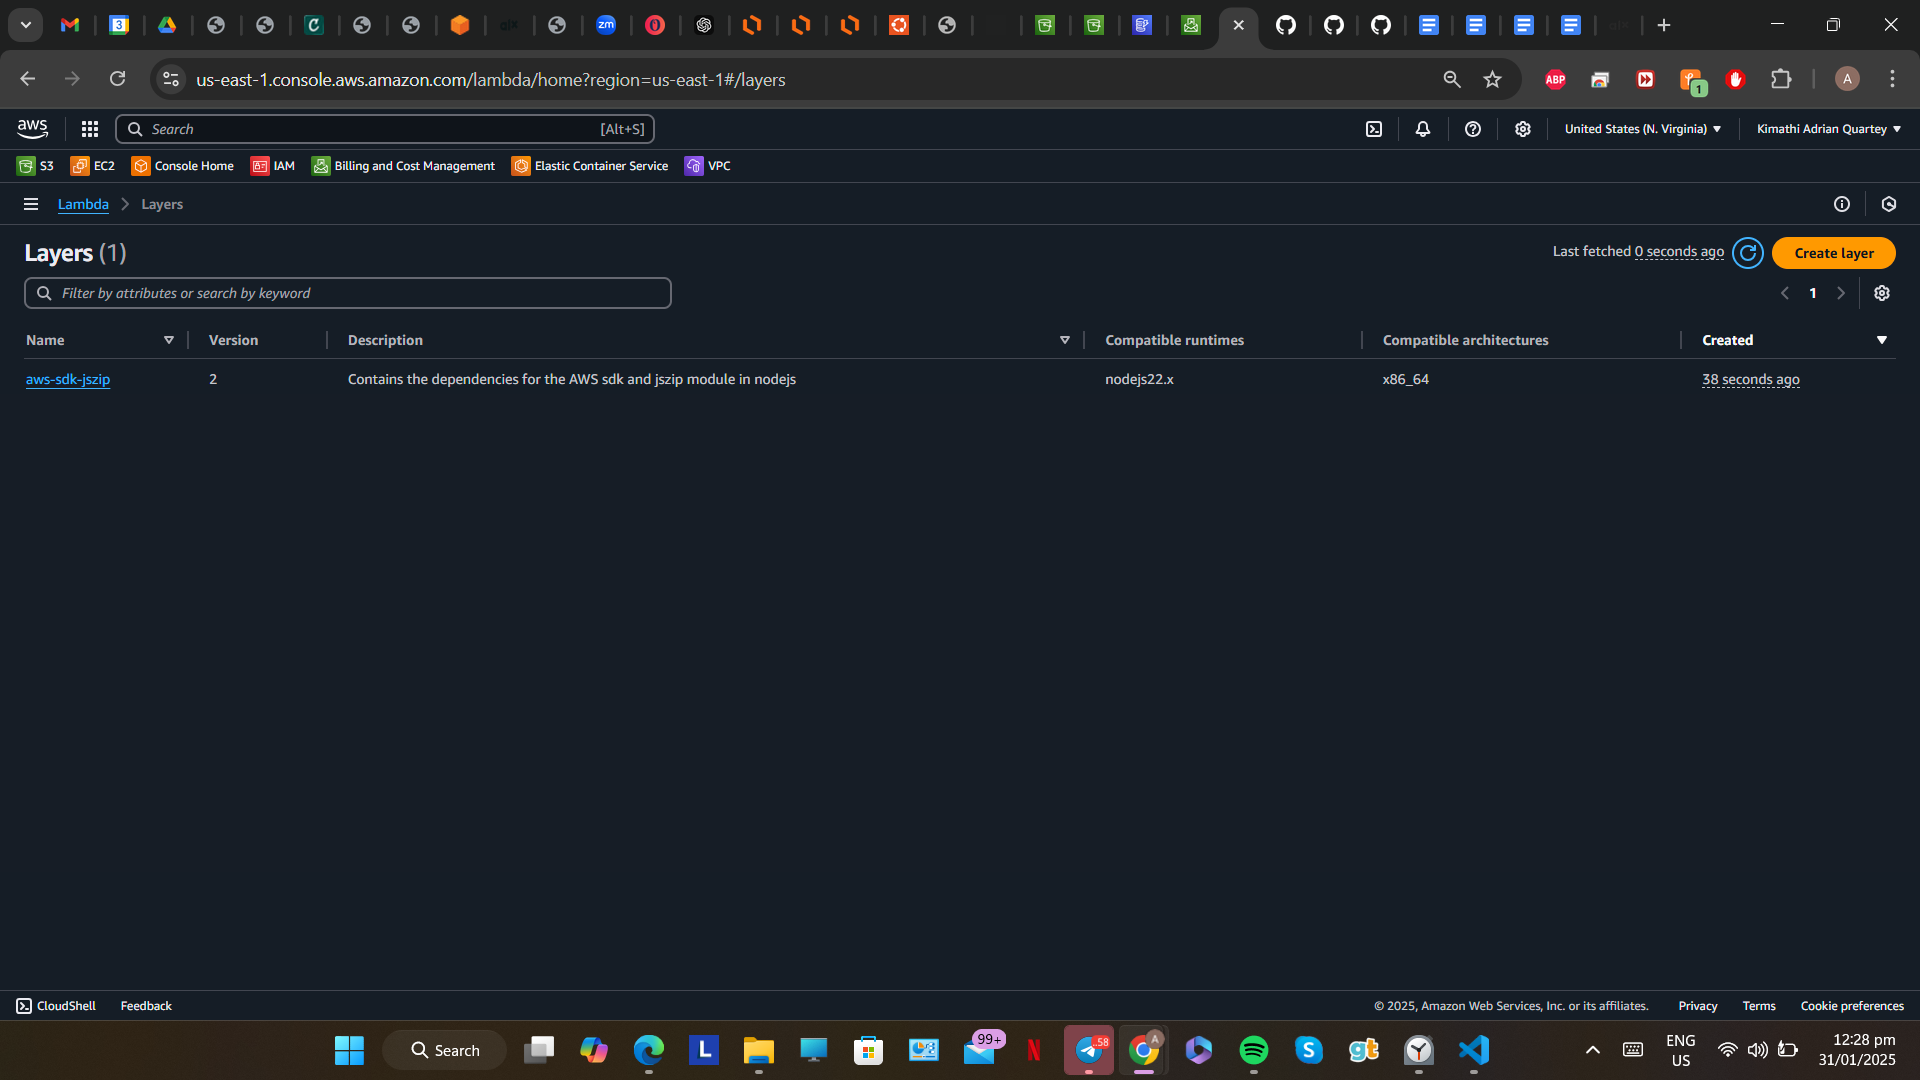 us-east-1.console.aws.amazon.com/lambda/home?region=us-east-1#/layers
ABP
1
A
aws
Search
[Alt+S]
United States (N. Virginia)
Kimathi Adrian Quartey
S3
EC2
Console Home
IAM
Billing and Cost Management
Elastic Container Service
VPC
Lambda
Layers
Layers (1)
Last fetched 0 seconds ago
Create layer
Filter by attributes or search by keyword
1
Name
Version
Description
Compatible runtimes
Compatible architectures
Created
aws-sdk-jszip
2
Contains the dependencies for the AWS sdk and jszip module in nodejs
nodejs22.x
x86_64
38 seconds ago
CloudShell
Feedback
© 2025, Amazon Web Services, Inc. or its affiliates.
Privacy
Terms
Cookie preferences
Search
L
99+
N
..58
A
S
gt
ENG
US
12:28 pm
31/01/2025